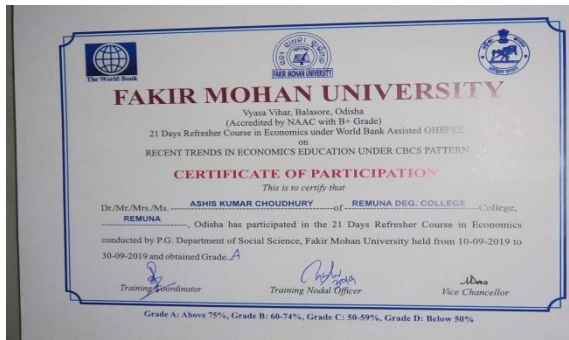 The World Bank
FAKIR MOHAN UNIVERSITY
FAKIR MOHAN UNIVERSITY
Vyasa Vihar, Balasore, Odisha
(Accredited by NAAC with B+ Grade)
21 Days Refresher Course in Economics under World Bank Assisted OHEPEE
on
RECENT TRENDS IN ECONOMICS EDUCATION UNDER CBCS PATTERN
CERTIFICATE OF PARTICIPATION
This is to certify that
Dr./Mr./Mrs./Ms. ASHIS KUMAR CHOUDHURY of REMUNA DEG. COLLEGE College,
REMUNA, Odisha has participated in the 21 Days Refresher Course in Economics
conducted by P.G. Department of Social Science, Fakir Mohan University held from 10-09-2019 to
30-09-2019 and obtained Grade. A
Training Coordinator Training Nodal Officer Vice Chancellor
Grade A: Above 75%, Grade B: 60-74%, Grade C: 50-59%, Grade D: Below 50%